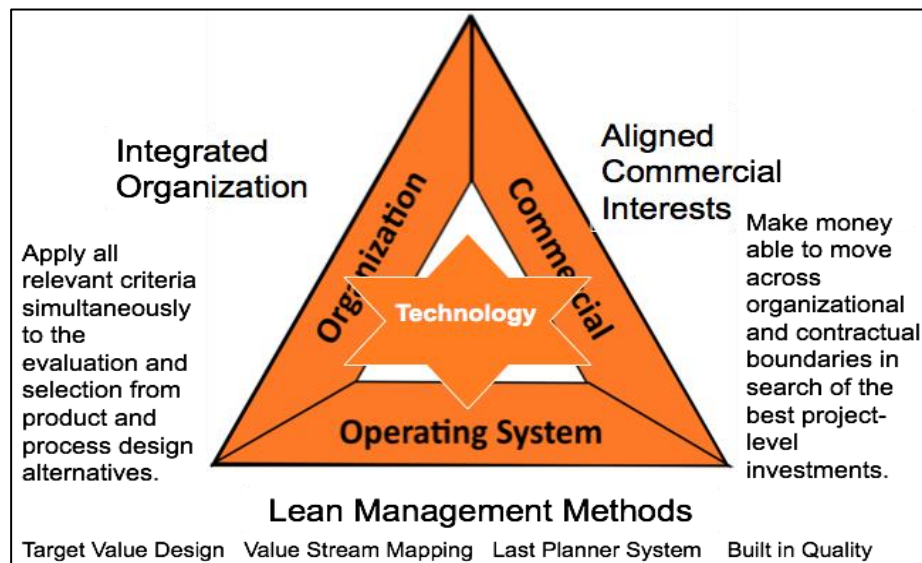 Integrated
Organization
Apply all
relevant criteria
simultaneously
to the
evaluation and
selection from
product and
process design
alternatives.
Organization
Commercial
Technology
Operating System
Aligned
Commercial
Interests
Make money
able to move
across
organizational
and contractual
boundaries in
search of the
best project-
level
investments.
Lean Management Methods
Target Value Design Value Stream Mapping Last Planner System Built in Quality